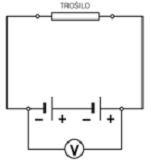 TROŠILO
− + − +
V